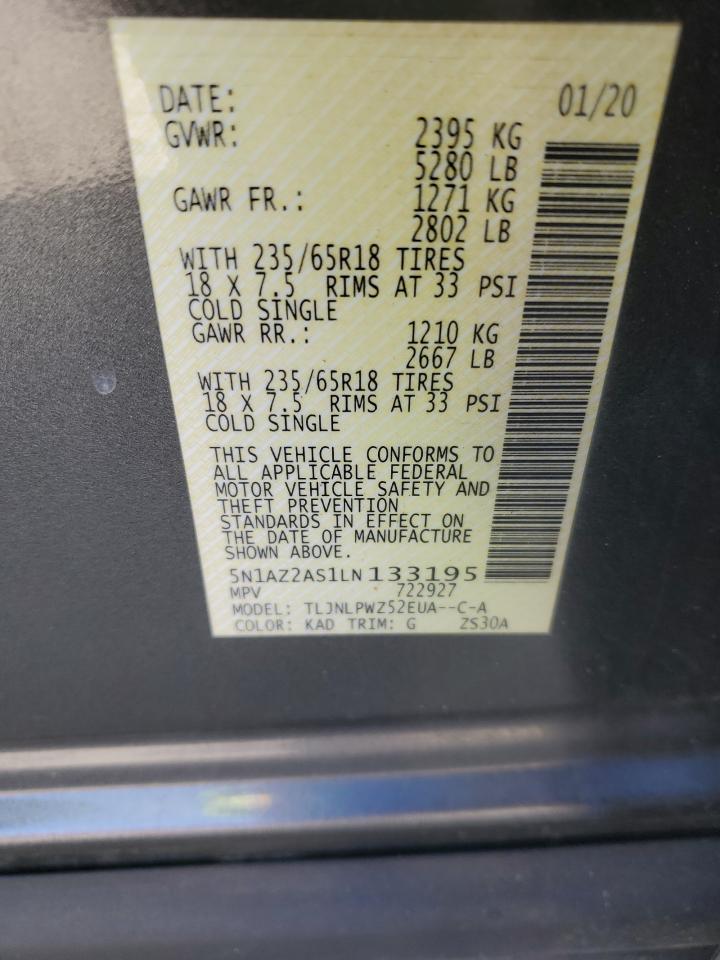 DATE: 01/20
GVWR: 2395 KG
5280 LB
GAWR FR.: 1271 KG
2802 LB
WITH 235/65R18 TIRES
18 X 7.5 RIMS AT 33 PSI
COLD SINGLE
GAWR RR.: 1210 KG
2667 LB
WITH 235/65R18 TIRES
18 X 7.5 RIMS AT 33 PSI
COLD SINGLE
THIS VEHICLE CONFORMS TO
ALL APPLICABLE FEDERAL
MOTOR VEHICLE SAFETY AND
THEFT PREVENTION
STANDARDS IN EFFECT ON
THE DATE OF MANUFACTURE
SHOWN ABOVE.
5N1AZ2AS1LN133195
MPV 722927
MODEL: TLJNLPWZ52EUA--C-A
COLOR: KAD TRIM: G ZS30A